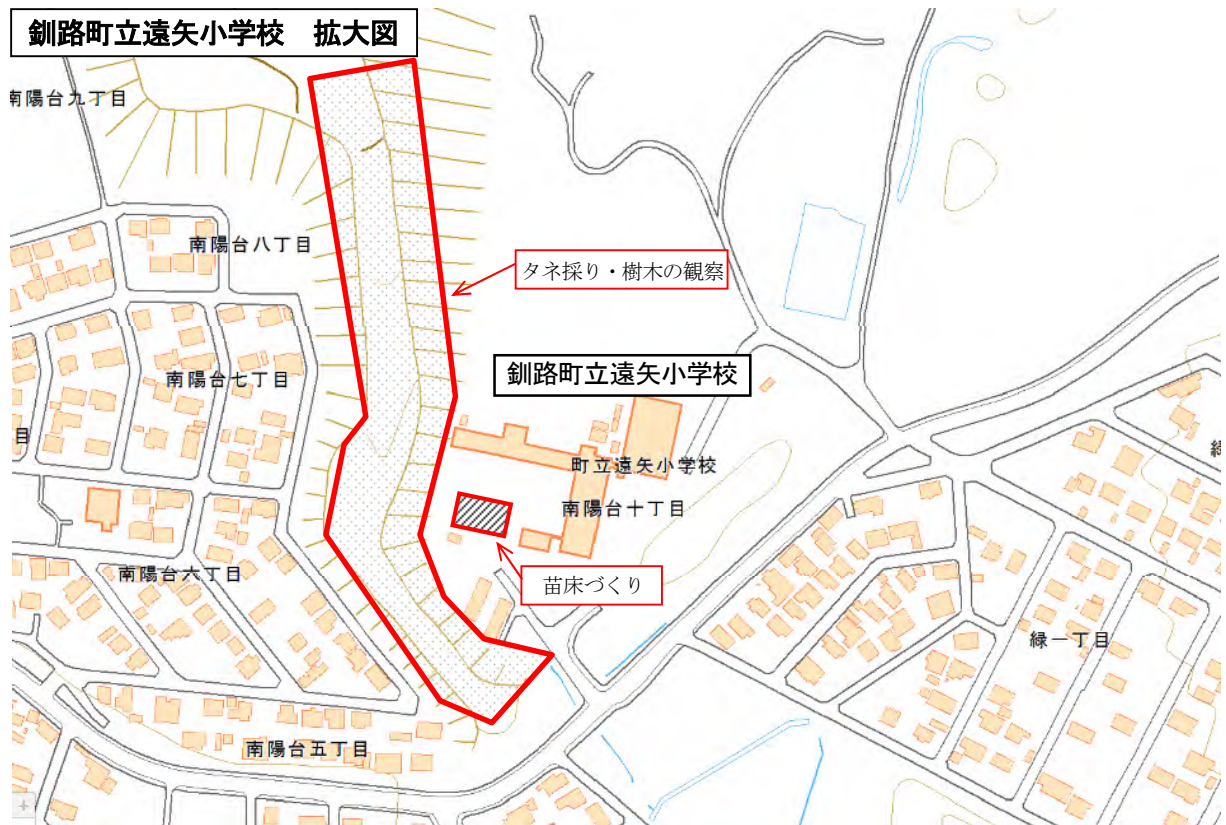 釧路町立遠矢小学校　拡大図
南陽台九丁目
南陽台八丁目
タネ採り・樹木の観察
釧路町立遠矢小学校
南陽台七丁目
目
町立遠矢小学校
南陽台十丁目
南陽台六丁目
苗床づくり
緑一丁目
南陽台五丁目